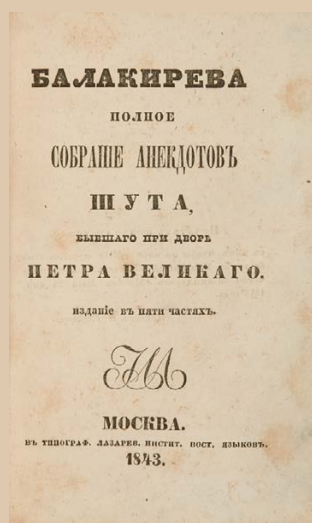 БАЛАКИРЕВА
ПОЛНОЕ
СОБРАНІЕ АНЕКДОТОВЪ
ШУТА,
БЫВШАГО ПРИ ДВОРѢ
ПЕТРА ВЕЛИКАГО.
изданіе въ пяти частяхъ.
МОСКВА.
ВЪ ТИПОГРАФ. ЛАЗАРЕВ. ИНСТИТ. ВОСТ. ЯЗЫКОВЪ.
1843.